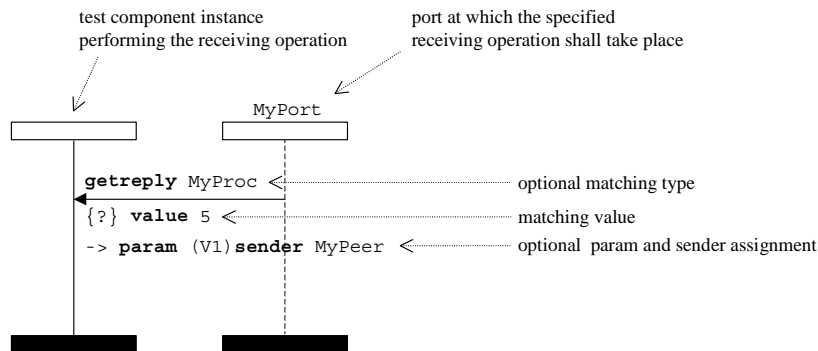 test component instance
performing the receiving operation
port at which the specified
receiving operation shall take place
MyPort
getreply MyProc
optional matching type
{?} value 5
matching value
-> param (V1)sender MyPeer
optional param and sender assignment